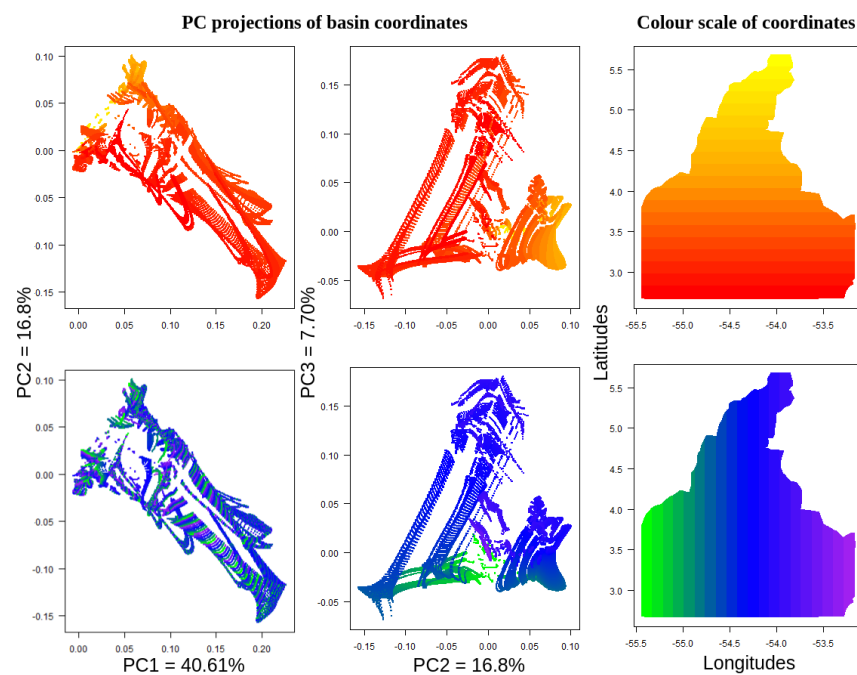 PC projections of basin coordinates
Colour scale of coordinates
0.10
0.05
0.00
0.05
0.10
0.15
0.00 0.05 0.10 0.15 0.20
PC2 = 16.8%
0.15
0.10
0.05
0.00
-0.05
-0.15 -0.10 -0.05 0.00 0.05 0.10
PC3 = 7.70%
5.5
5.0
4.5
4.0
3.5
3.0
-55.5 -55.0 -54.5 -54.0 -53.5
Latitudes
0.10
0.05
0.00
0.05
-0.10
-0.15
0.00 0.05 0.10 0.15 0.20
PC1 = 40.61%
0.15
0.10
0.05
0.00
-0.05
-0.15 -0.10 -0.05 0.00 0.05 0.10
PC2 = 16.8%
5.5
5.0
4.5
4.0
3.5
3.0
-55.5 -55.0 -54.5 -54.0 -53.5
Longitudes